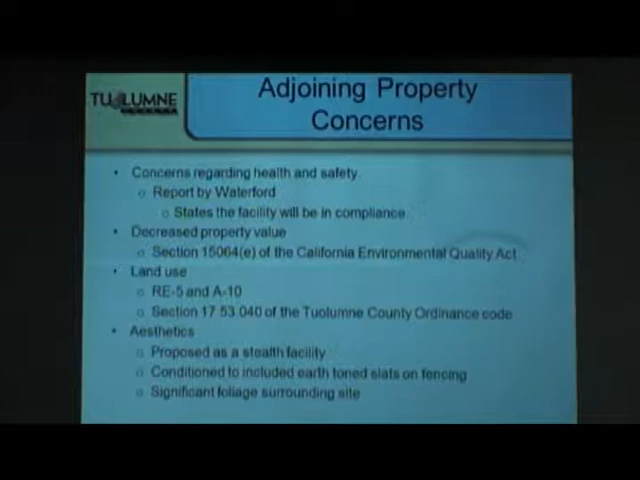 TUOLUMNE
Adjoining Property
Concerns
• Concerns regarding health and safety.
o Report by Waterford
o States the facility will be in compliance.
• Decreased property value
o Section 15064(e) of the California Environmental Quality Act
• Land use
o RE-5 and A-10
o Section 17.53.040 of the Tuolumne County Ordinance code
• Aesthetics
o Proposed as a stealth facility
o Conditioned to included earth toned slats on fencing
o Significant foliage surrounding site